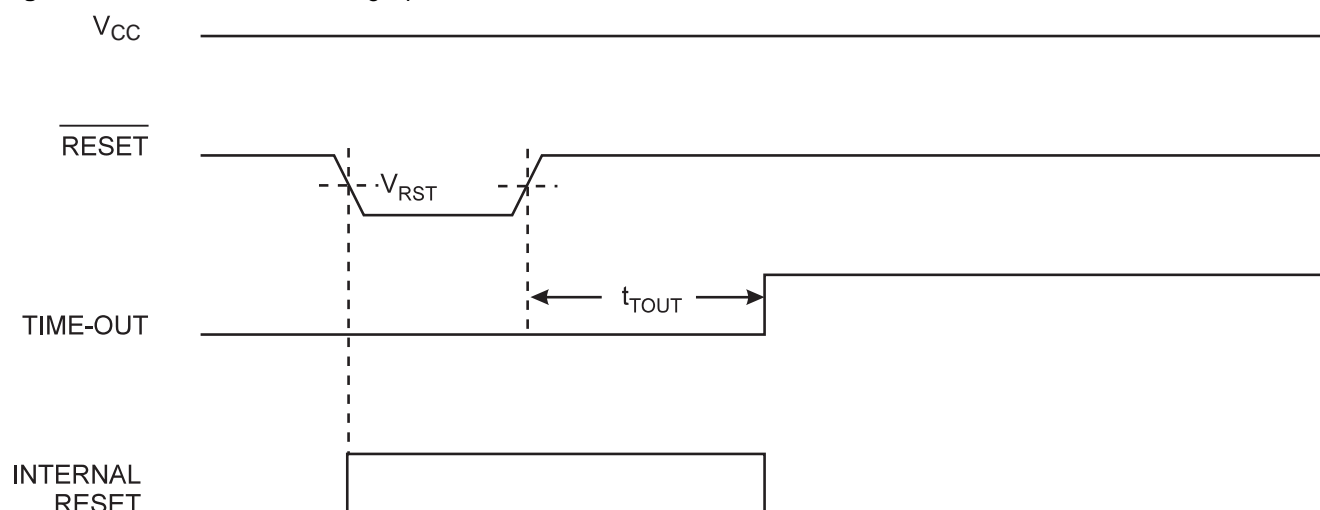 VCC
RESET
VRST
tTOUT
TIME-OUT
INTERNAL
RESET